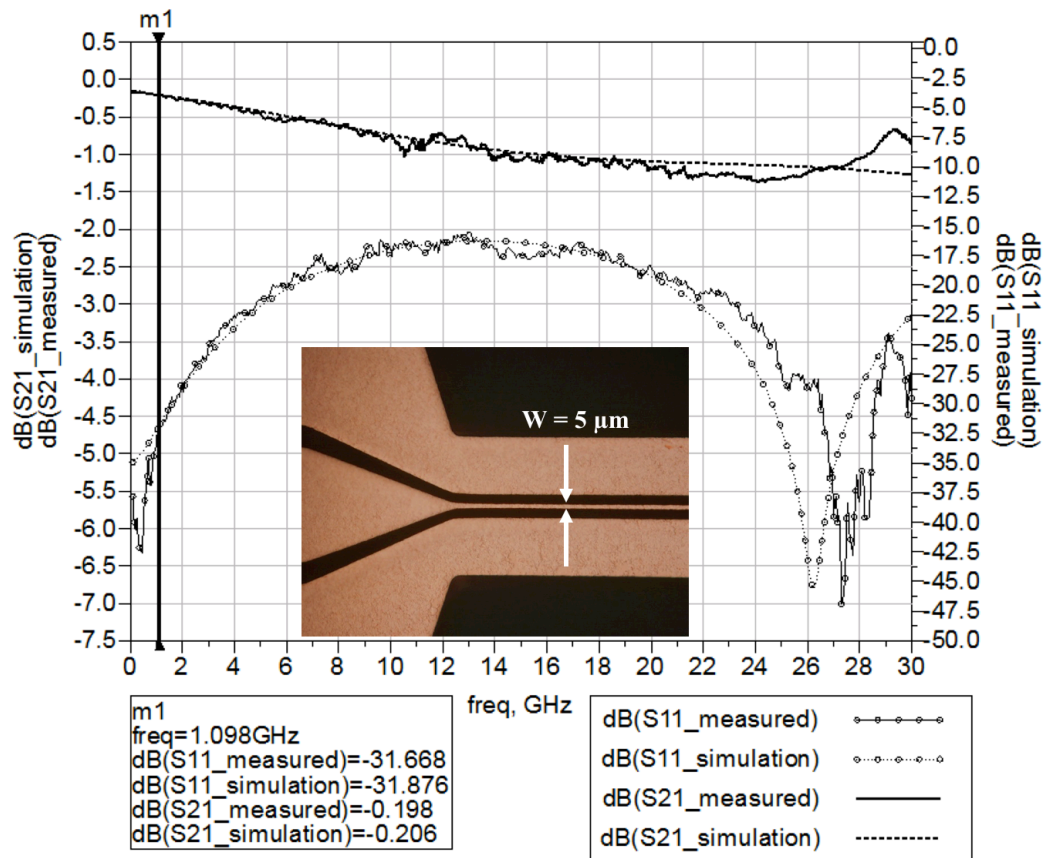 m1
0.5
0.0
-0.5
-1.0
-1.5
-2.0
-2.5
-3.0
-3.5
-4.0
-4.5
-5.0
-5.5
-6.0
-6.5
-7.0
-7.5
dB(S21_simulation)
dB(S21_measured)
0.0
-2.5
-5.0
-7.5
-10.0
-12.5
-15.0
-17.5
-20.0
-22.5
-25.0
-27.5
-30.0
-32.5
-35.0
-37.5
-40.0
-42.5
-45.0
-47.5
-50.0
dB(S11_simulation)
dB(S11_measured)
W = 5 µm
0 2 4 6 8 10 12 14 16 18 20 22 24 26 28 30
freq, GHz
m1
freq=1.098GHz
dB(S11_measured)=-31.668
dB(S11_simulation)=-31.876
dB(S21_measured)=-0.198
dB(S21_simulation)=-0.206
dB(S11_measured)
dB(S11_simulation)
dB(S21_measured)
dB(S21_simulation)